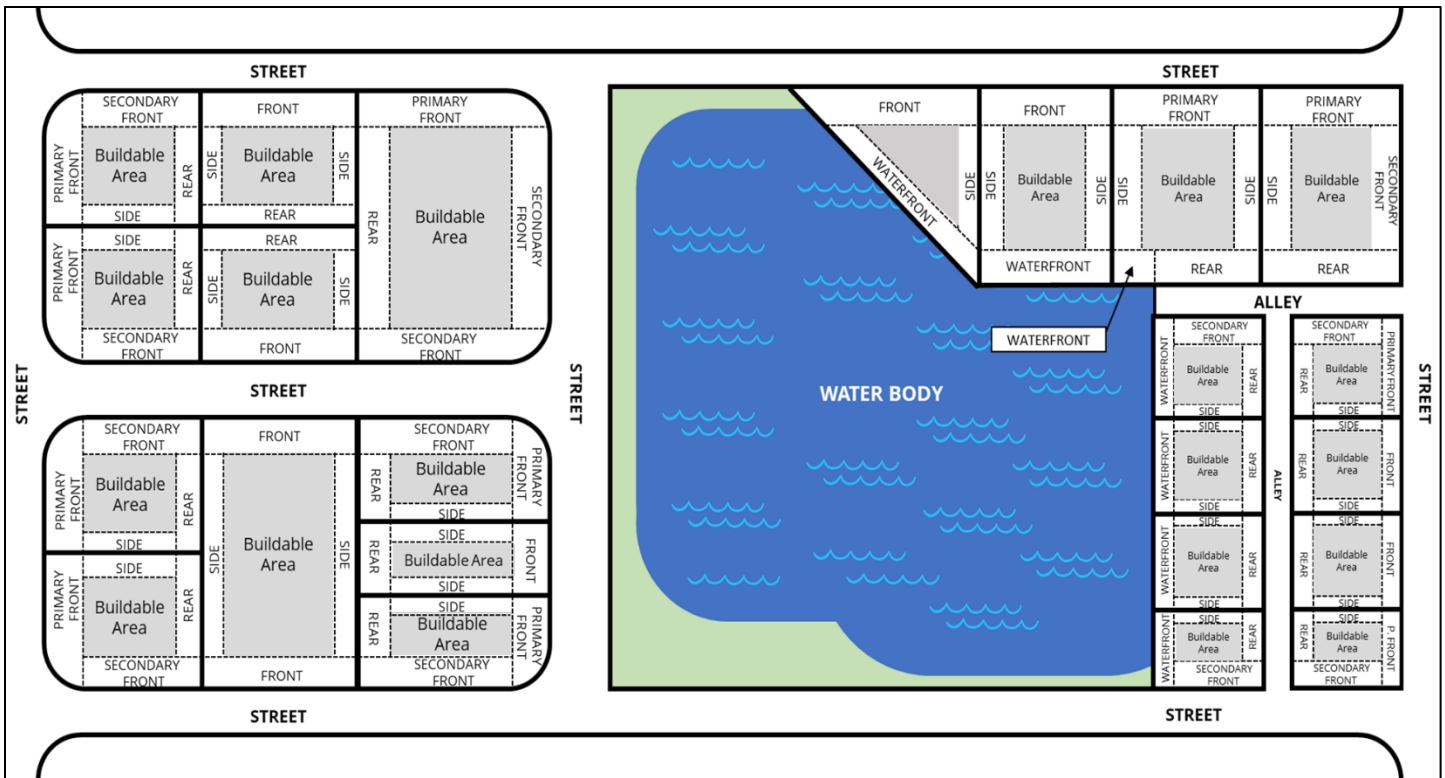 STREET
STREET
SECONDARY
FRONT
FRONT
PRIMARY
FRONT
PRIMARY
FRONT
Buildable
Area
REAR
SIDE
SIDE
Buildable
Area
SIDE
REAR
REAR
Buildable
Area
SECONDARY
FRONT
PRIMARY
FRONT
SIDE
Buildable
Area
REAR
SIDE
REAR
Buildable
Area
SIDE
SECONDARY
FRONT
FRONT
SECONDARY
FRONT
STREET
STREET
STREET
SECONDARY
FRONT
FRONT
SECONDARY
FRONT
PRIMARY
FRONT
Buildable
Area
REAR
SIDE
SIDE
Buildable
Area
SIDE
REAR
Buildable
Area
SIDE
PRIMARY
FRONT
REAR
SIDE
Buildable Area
SIDE
FRONT
PRIMARY
FRONT
SIDE
Buildable
Area
REAR
SECONDARY
FRONT
FRONT
REAR
SIDE
Buildable
Area
PRIMARY
FRONT
SECONDARY
FRONT
STREET
FRONT
WATERFRONT
SIDE
FRONT
SIDE
Buildable
Area
SIDE
WATERFRONT
PRIMARY
FRONT
SIDE
Buildable
Area
SIDE
REAR
WATERFRONT
PRIMARY
FRONT
SIDE
Buildable
Area
SECONDARY
FRONT
REAR
ALLEY
WATER BODY
WATERFRONT
SECONDARY
FRONT
Buildable
Area
REAR
SIDE
WATERFRONT
SIDE
Buildable
Area
REAR
SIDE
WATERFRONT
SIDE
Buildable
Area
REAR
SIDE
WATERFRONT
SIDE
Buildable
Area
REAR
SECONDARY
FRONT
ALLEY
SECONDARY
FRONT
REAR
Buildable
Area
PRIMARY FRONT
SIDE
SIDE
REAR
Buildable
Area
FRONT
SIDE
SIDE
REAR
Buildable
Area
FRONT
SIDE
SIDE
REAR
Buildable
Area
P. FRONT
SECONDARY
FRONT
STREET
STREET